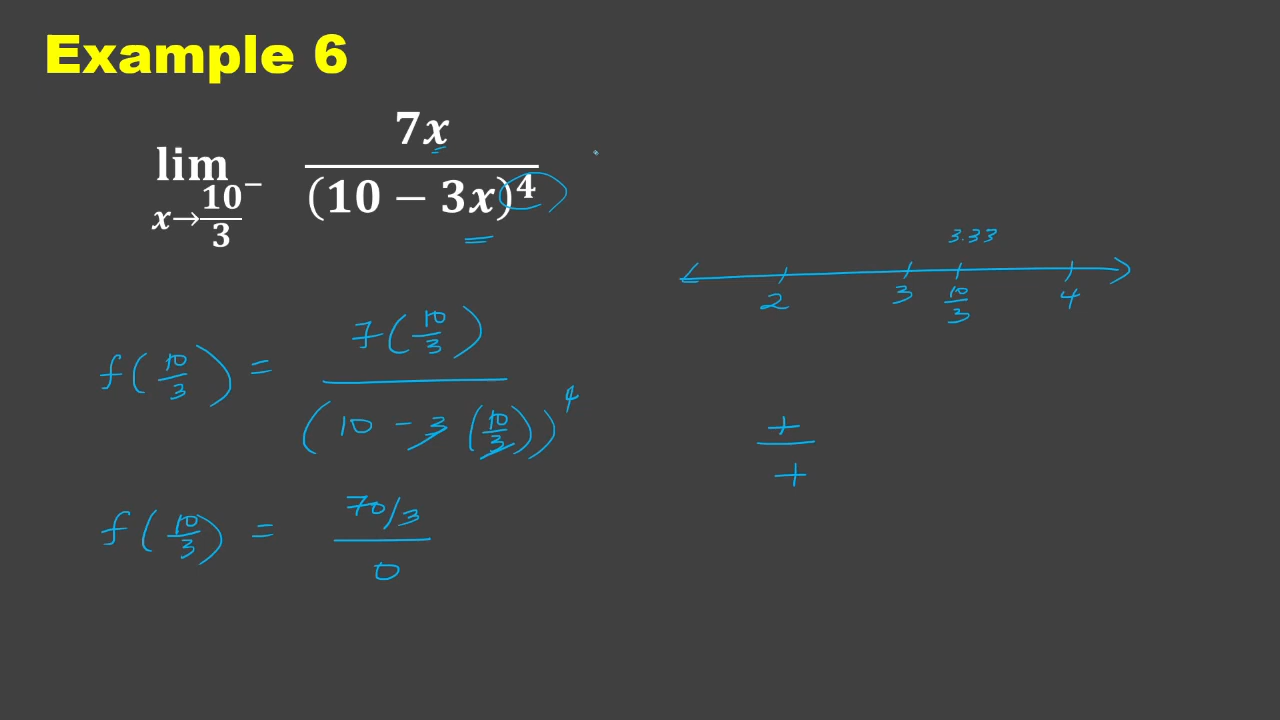 Example 6
lim x→10/3⁻ 7x/(10 − 3x)⁴
3.33
2 3 10/3 4
f(10/3) = 7(10/3)/(10 − 3(10/3))⁴
+/+
f(10/3) = 70/3/0